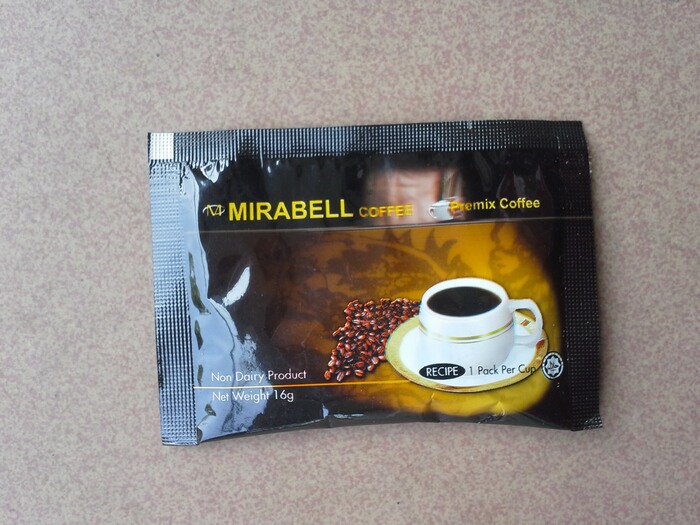 MIRABELL COFFEE Premix Coffee
RECIPE 1 Pack Per Cup
Non Dairy Product
Net Weight 16g